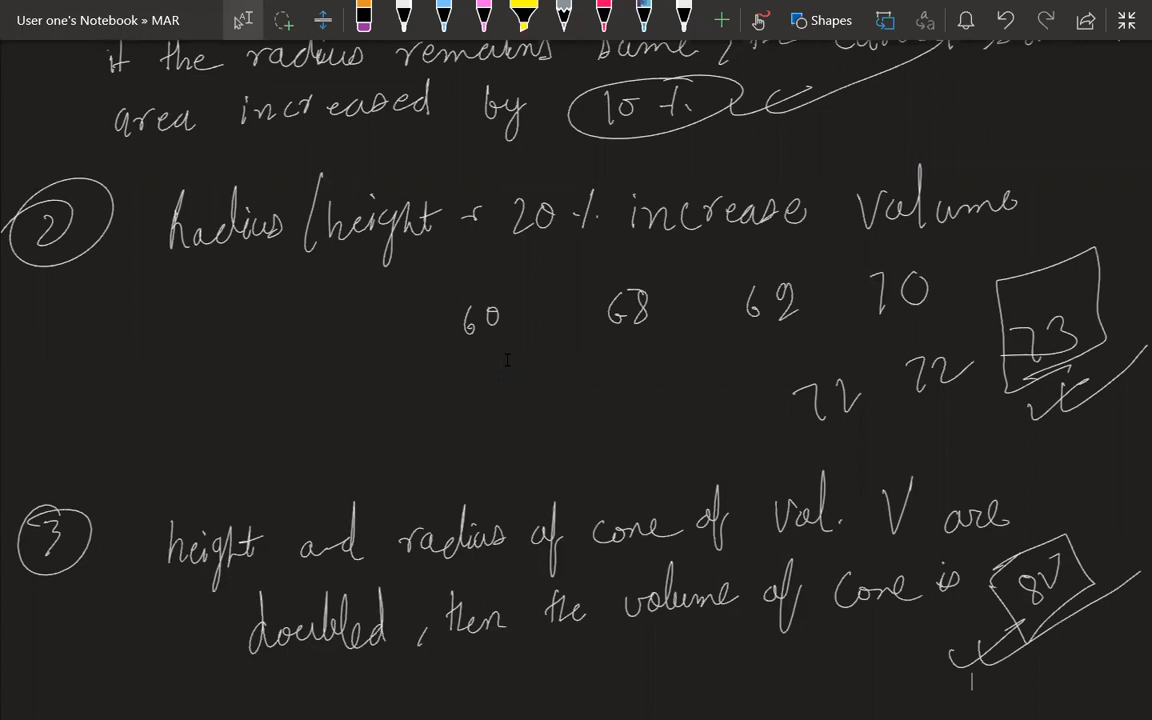 User one's Notebook » MAR
Shapes
if the radius remains same, the
area increased by 10 %.
2 Radius/height → 20 % increase Volume
60 68 69 70
72 72 73
3 height and radius of cone of Vol. V are
doubled, then the volume of cone is 8V